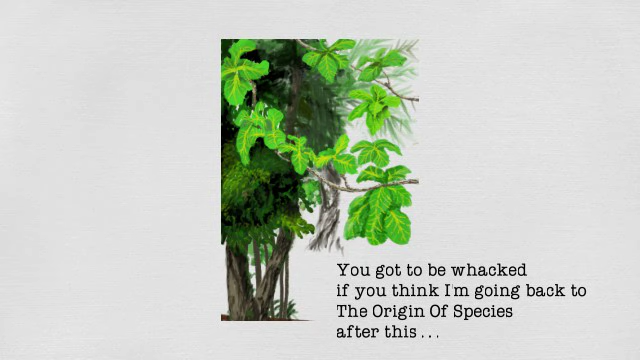 You got to be whacked
if you think I'm going back to
The Origin Of Species
after this . . .